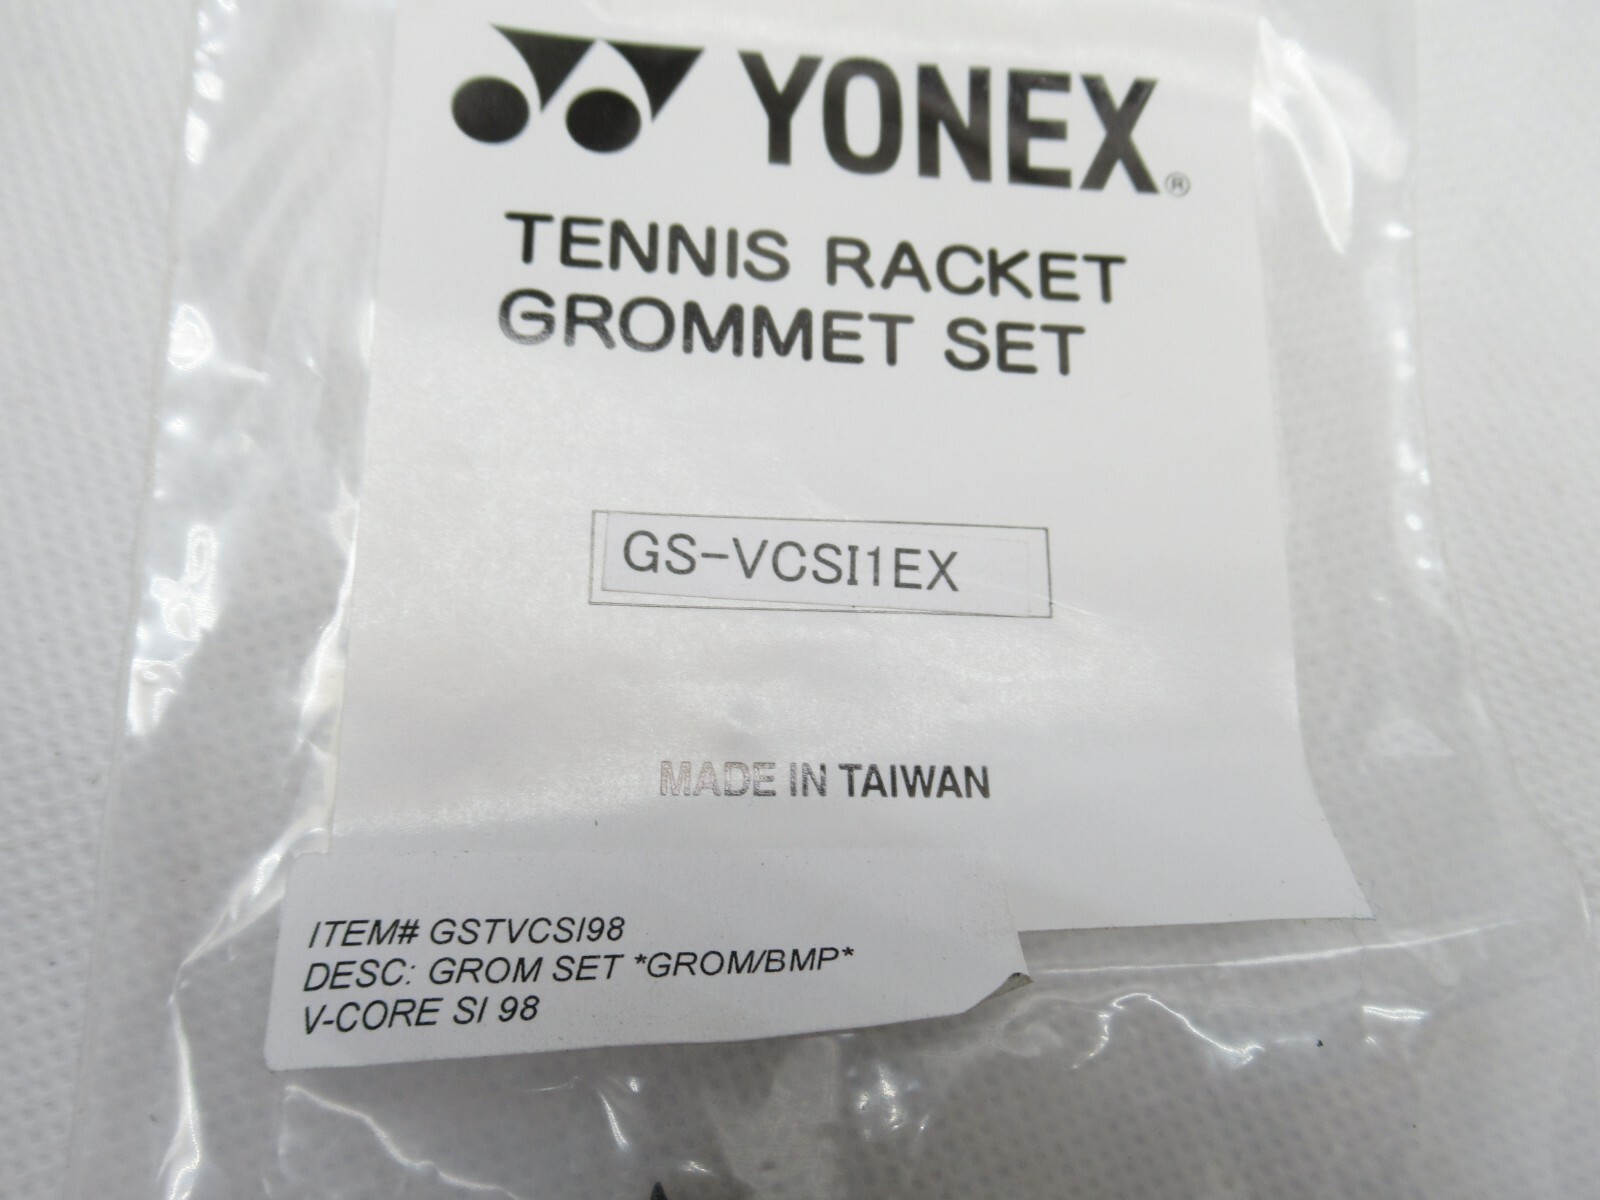 YONEX®
TENNIS RACKET
GROMMET SET
GS-VCSI1EX
MADE IN TAIWAN
ITEM# GSTVCSI98
DESC: GROM SET *GROM/BMP*
V-CORE SI 98